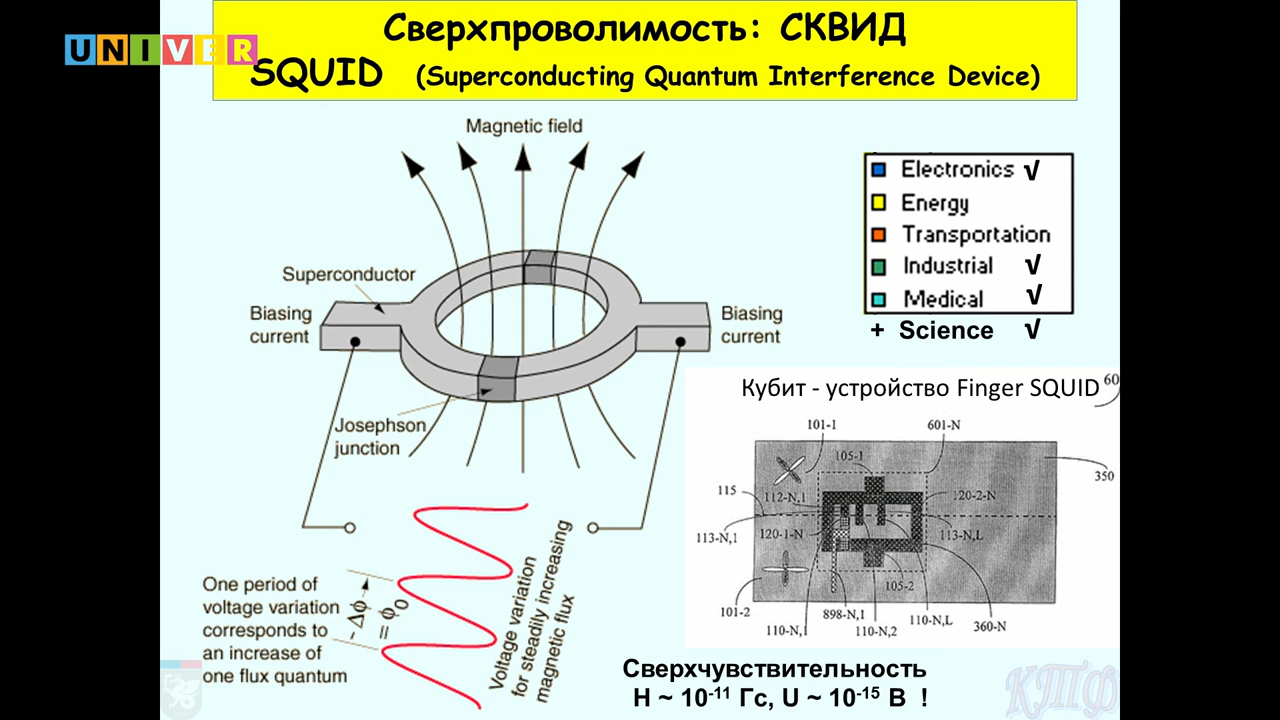 UNIVER
Сверхпроволимость: СКВИД
SQUID (Superconducting Quantum Interference Device)
Magnetic field
Superconductor
Biasing
current
Biasing
current
Josephson
junction
Electronics √
Energy
Transportation
Industrial √
Medical √
+ Science √
Кубит - устройство Finger SQUID
60
101-1
601-N
105-1
350
115
112-N,1
120-2-N
113-N,1
120-1-N
113-N,L
101-2
105-2
898-N,1
110-N,1
110-N,2
110-N,L
360-N
One period of
voltage variation
corresponds to
an increase of
one flux quantum
- Δϕ
= ϕ0
Voltage variation
for steadily increasing
magnetic flux
Сверхчувствительность
H ~ 10⁻¹¹ Гс, U ~ 10⁻¹⁵ В !
КТФ